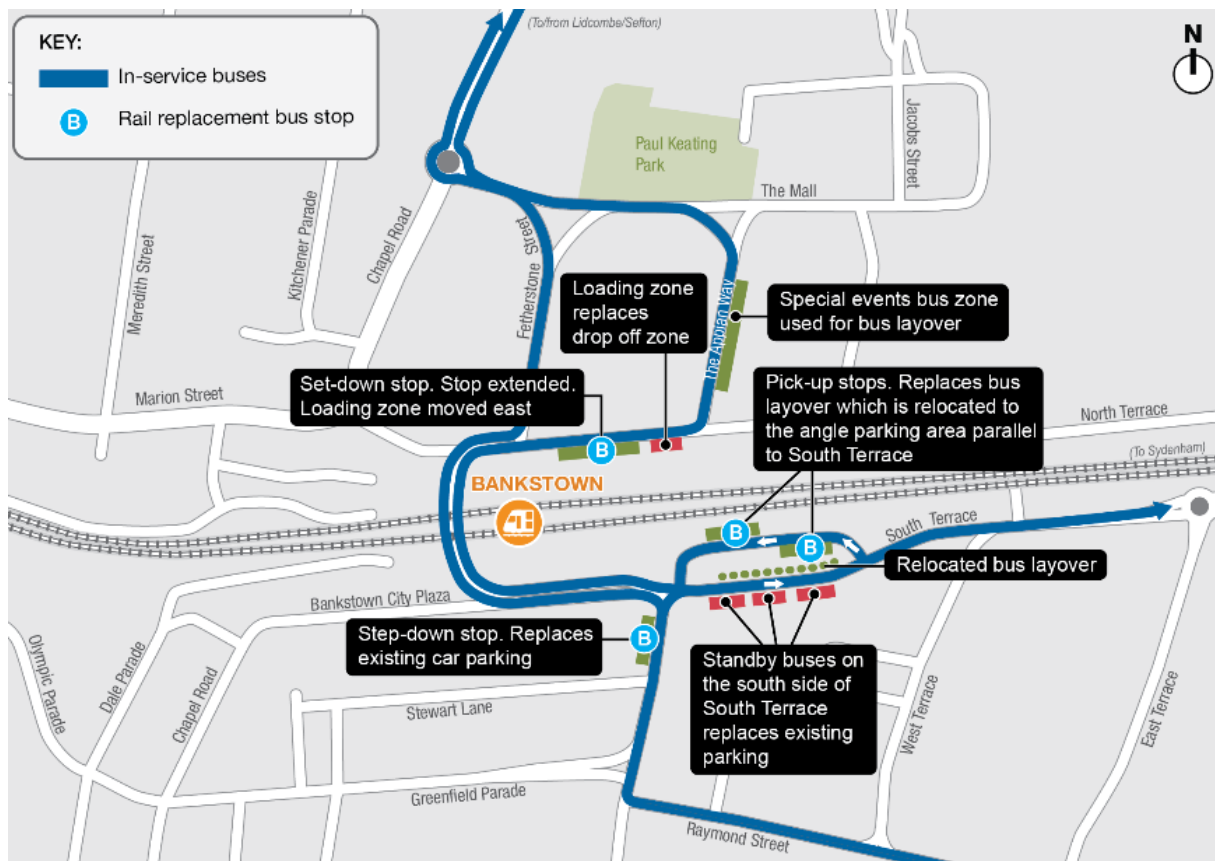 KEY:
In-service buses
B
Rail replacement bus stop
(To/from Lidcombe/Sefton)
N
Paul Keating
Park
Jacobs Street
The Mall
Meredith Street
Kitchener Parade
Chapel Road
Fetherstone Street
The Appian Way
Loading zone
replaces
drop off zone
Special events bus zone
used for bus layover
Set-down stop. Stop extended.
Loading zone moved east
Pick-up stops. Replaces bus
layover which is relocated to
the angle parking area parallel
to South Terrace
Marion Street
North Terrace
B
(To Sydenham)
BANKSTOWN
B
B
South Terrace
Relocated bus layover
Bankstown City Plaza
Step-down stop. Replaces
existing car parking
B
Standby buses on
the south side of
South Terrace
replaces existing
parking
Olympic Parade
Dale Parade
Chapel Road
Stewart Lane
West Terrace
East Terrace
Greenfield Parade
Raymond Street